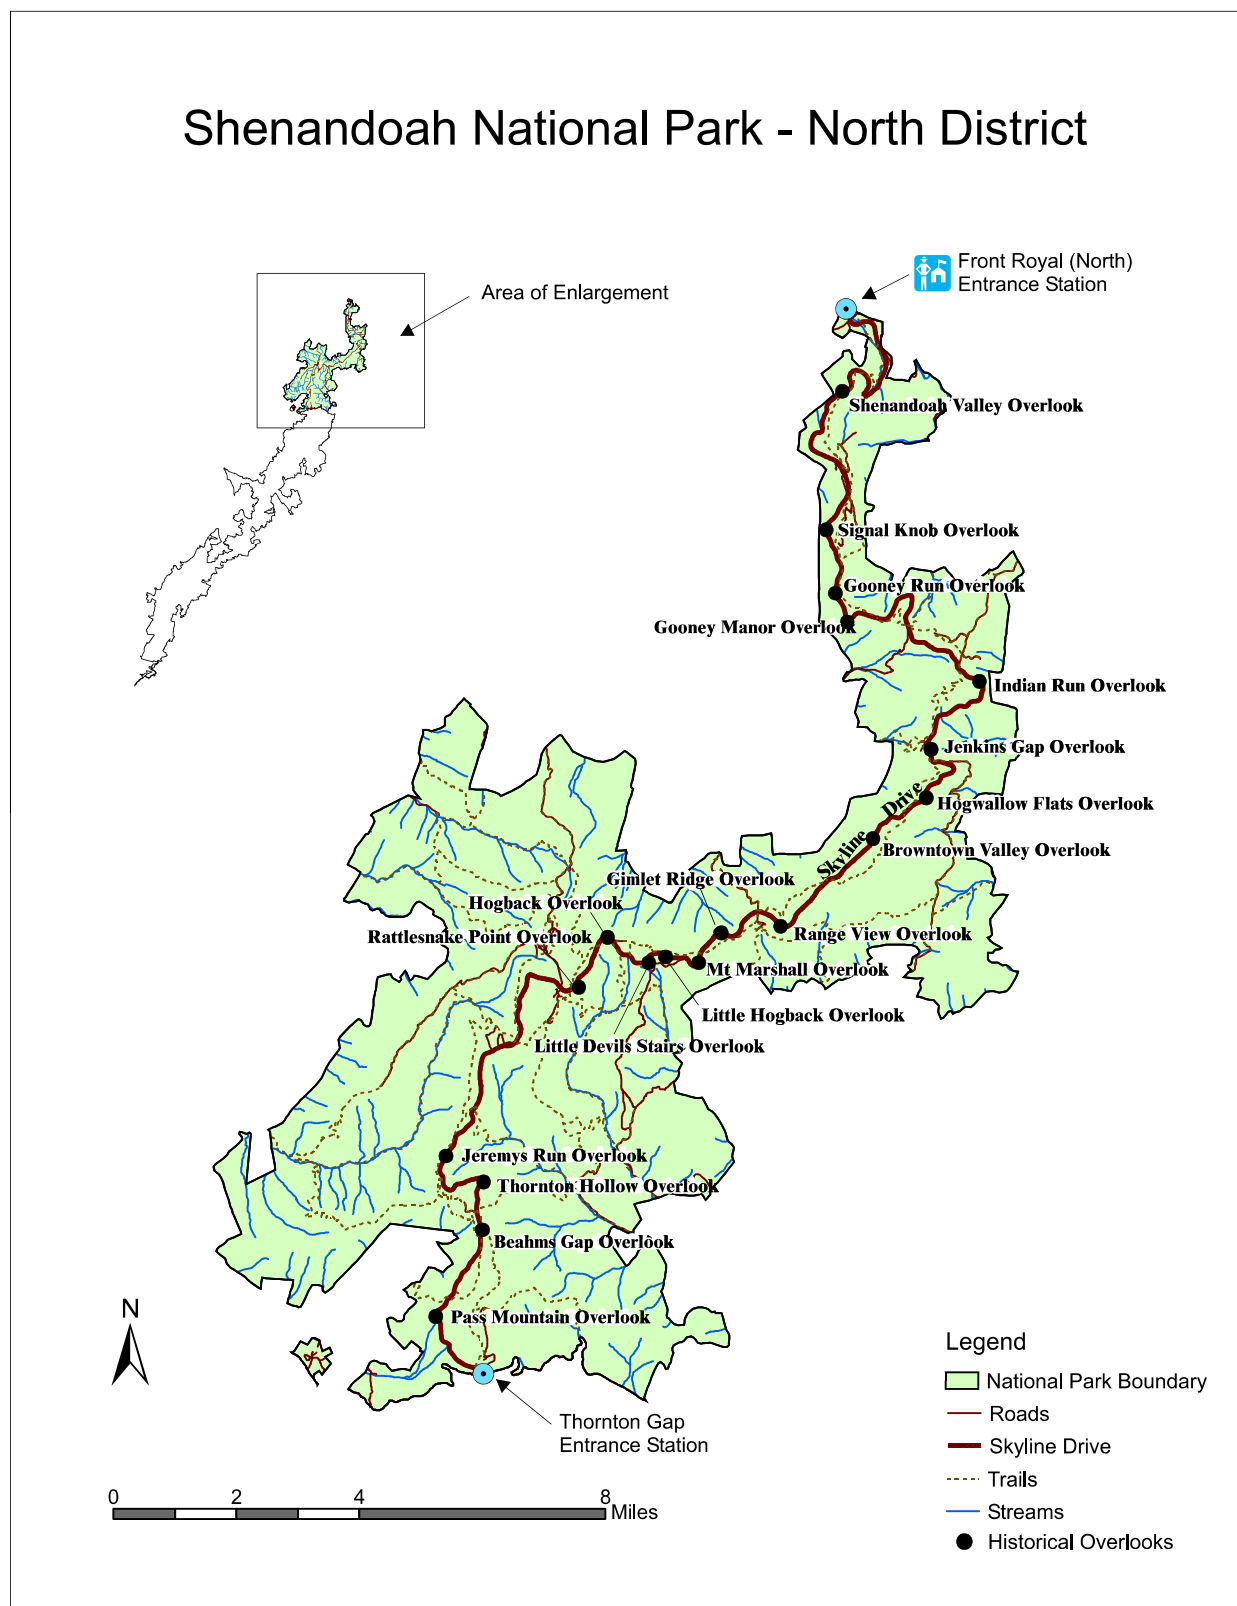 Shenandoah National Park - North District
Front Royal (North)
Entrance Station
Area of Enlargement
Shenandoah Valley Overlook
Signal Knob Overlook
Gooney Run Overlook
Gooney Manor Overlook
Indian Run Overlook
Jenkins Gap Overlook
Skyline Drive
Hogwallow Flats Overlook
Browntown Valley Overlook
Gimlet Ridge Overlook
Hogback Overlook
Range View Overlook
Rattlesnake Point Overlook
Mt Marshall Overlook
Little Hogback Overlook
Little Devils Stairs Overlook
Jeremys Run Overlook
Thornton Hollow Overlook
Beahms Gap Overlook
Pass Mountain Overlook
N
Thornton Gap
Entrance Station
Legend
National Park Boundary
Roads
Skyline Drive
Trails
Streams
Historical Overlooks
0 2 4 8
Miles